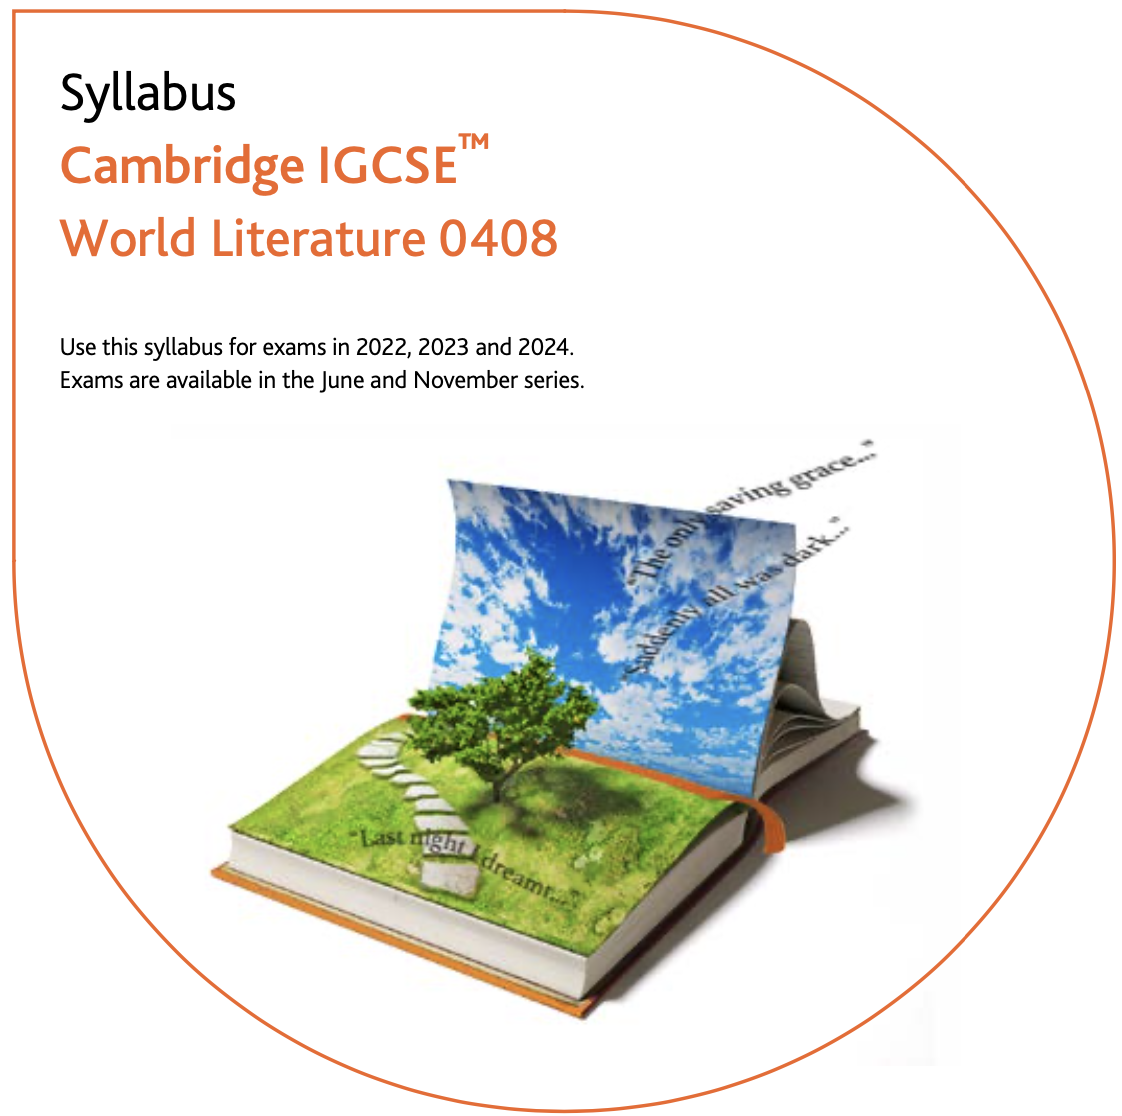 Syllabus
Cambridge IGCSE™
World Literature 0408
Use this syllabus for exams in 2022, 2023 and 2024.
Exams are available in the June and November series.
“The only saving grace...”
“Suddenly all was dark...”
“Last night I dreamt...”